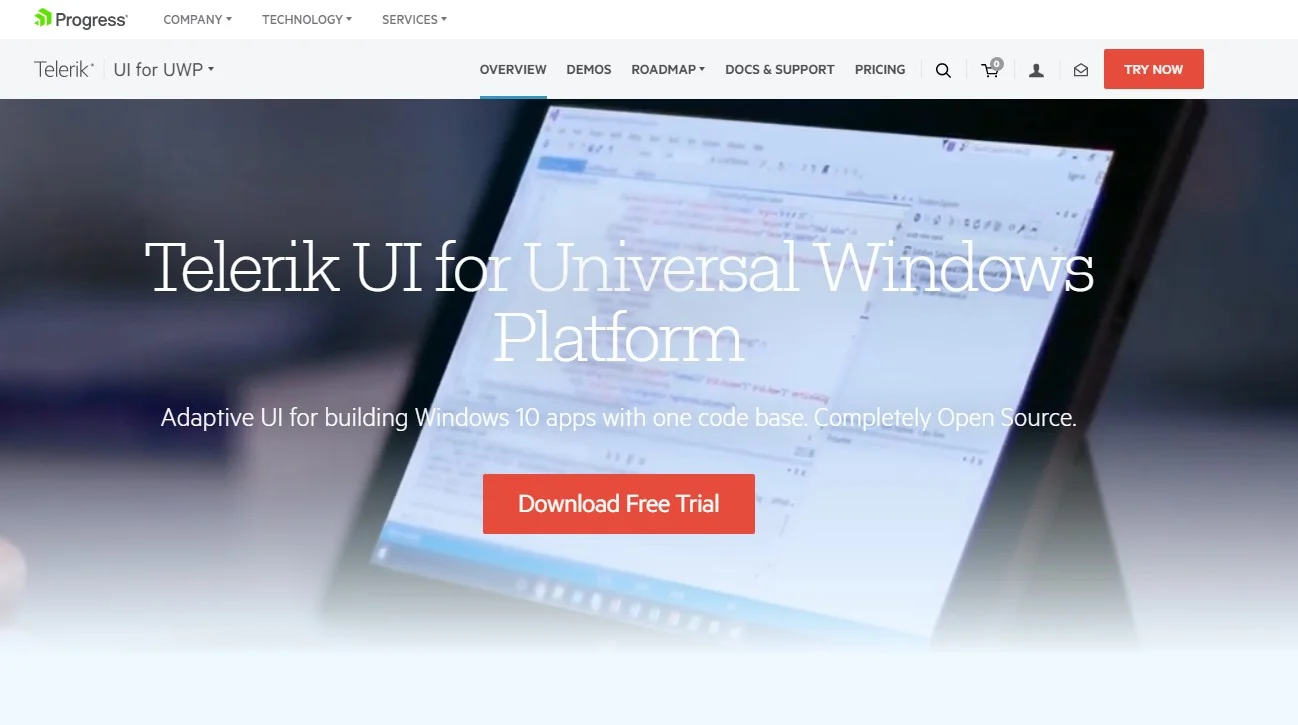 Progress
COMPANY TECHNOLOGY SERVICES
Telerik UI for UWP OVERVIEW DEMOS ROADMAP DOCS & SUPPORT PRICING 0 TRY NOW
Telerik UI for Universal Windows
Platform
Adaptive UI for building Windows 10 apps with one code base. Completely Open Source.
Download Free Trial